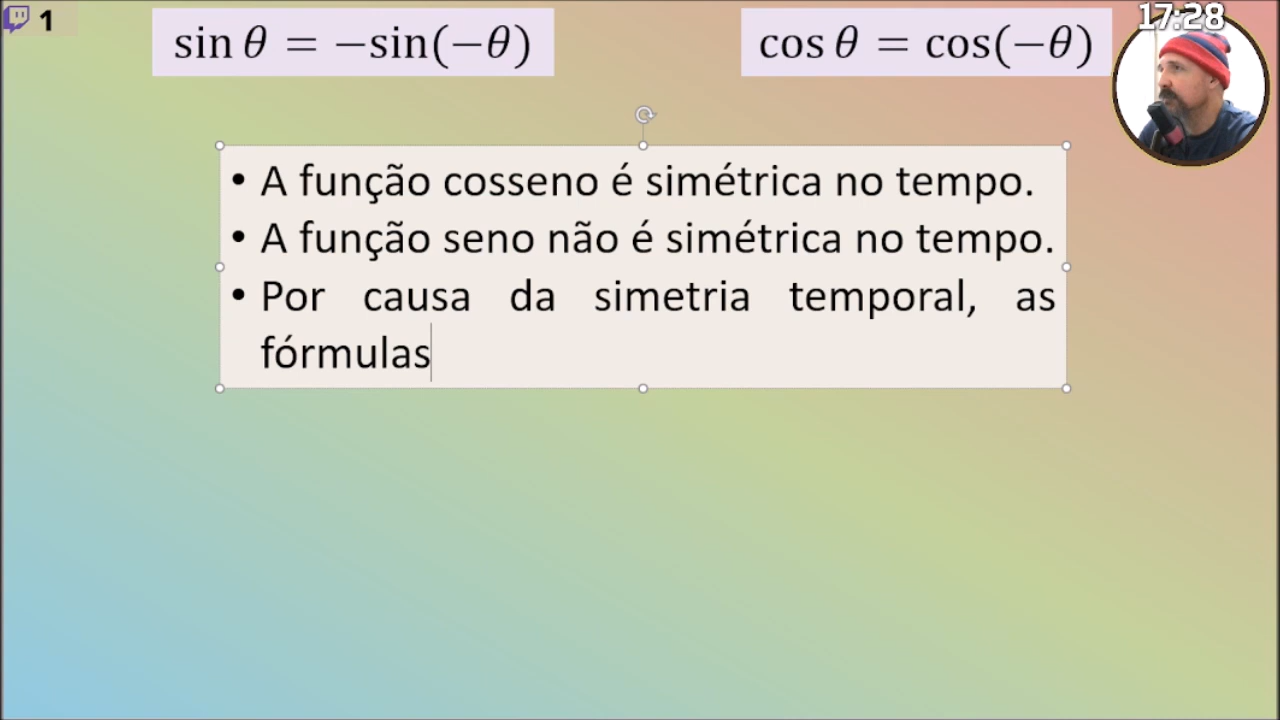 1
17:28
sin θ = −sin(−θ)
cos θ = cos(−θ)
• A função cosseno é simétrica no tempo.
• A função seno não é simétrica no tempo.
• Por causa da simetria temporal, as
fórmulas